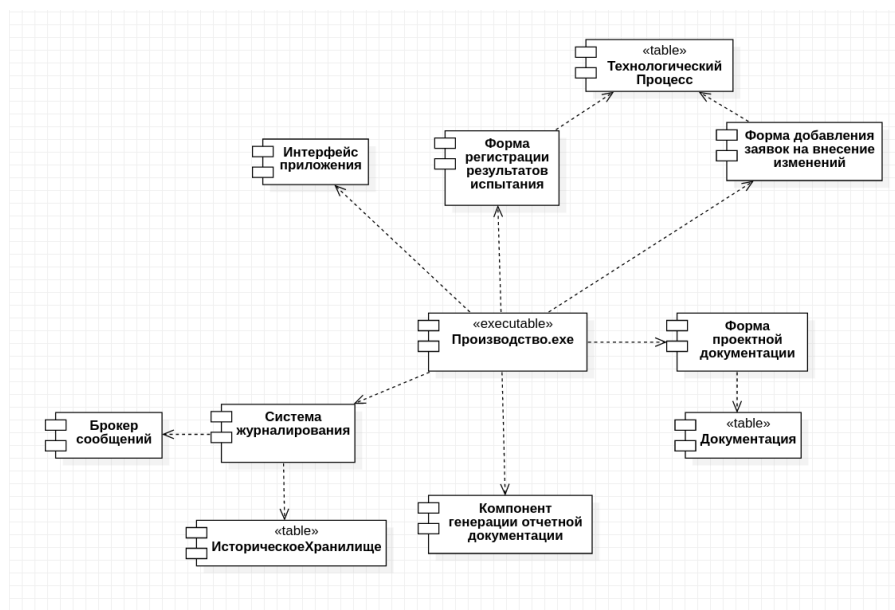 «table»
Технологический
Процесс
Форма добавления
заявок на внесение
изменений
Форма
регистрации
результатов
испытания
Интерфейс
приложения
«executable»
Производство.exe
Форма
проектной
документации
Система
журналирования
Брокер
сообщений
«table»
Документация
Компонент
генерации отчетной
документации
«table»
ИсторическоеХранилище